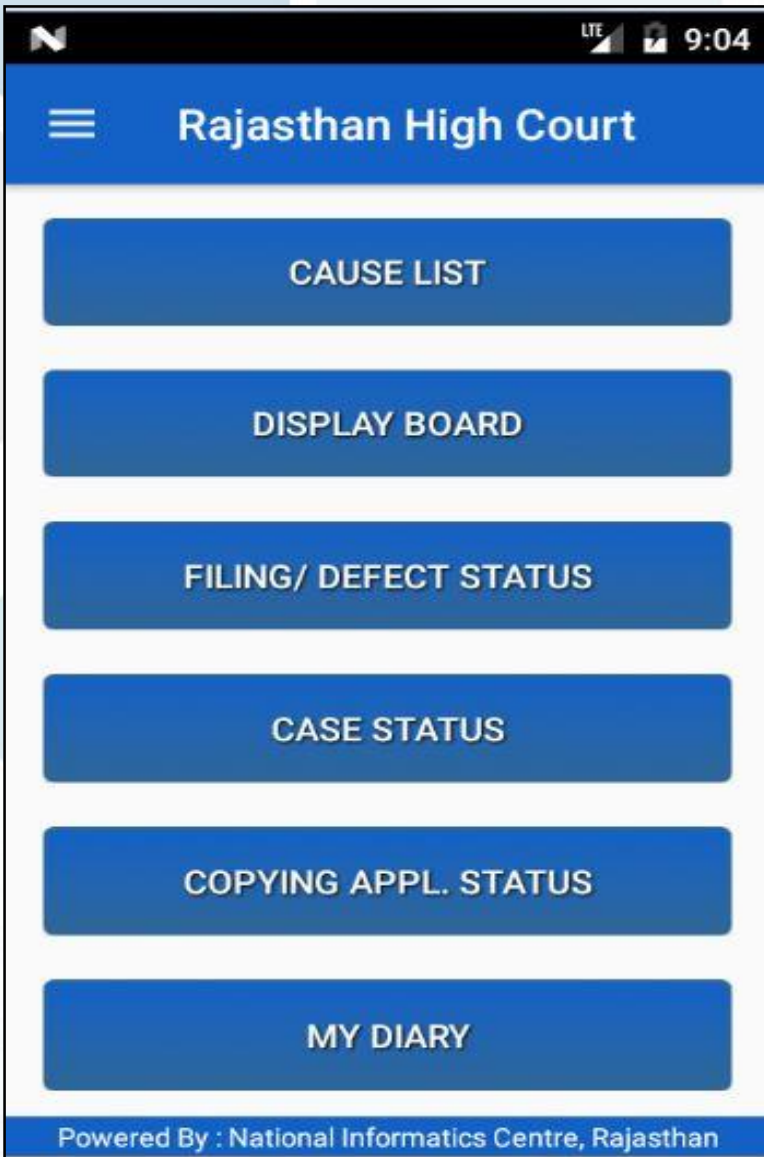 LTE 9:04
Rajasthan High Court
CAUSE LIST
DISPLAY BOARD
FILING/ DEFECT STATUS
CASE STATUS
COPYING APPL. STATUS
MY DIARY
Powered By : National Informatics Centre, Rajasthan